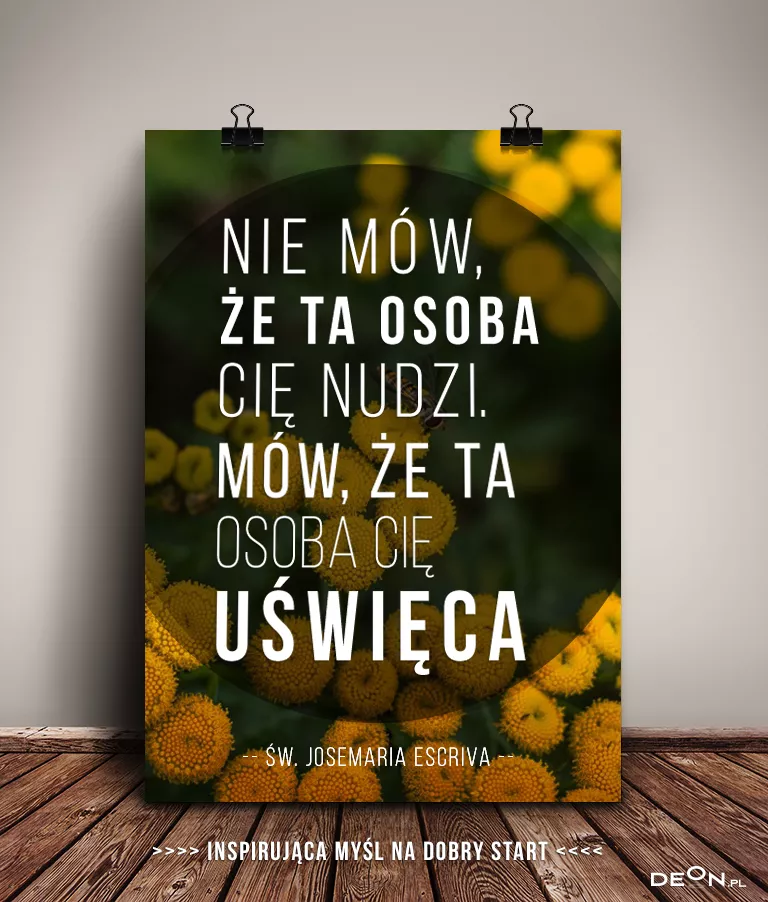 NIE MÓW,
ŻE TA OSOBA
CIĘ NUDZI.
MÓW, ŻE TA
OSOBA CIĘ
UŚWIĘCA
-- ŚW. JOSEMARIA ESCRIVA --
>>>> INSPIRUJĄCA MYŚL NA DOBRY START <<<<
DEON.PL